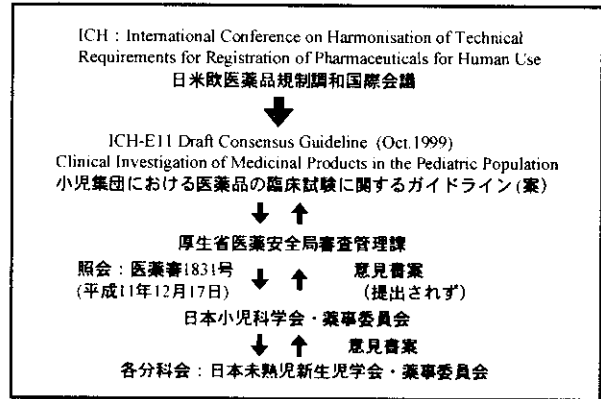 ICH : International Conference on Harmonisation of Technical
Requirements for Registration of Pharmaceuticals for Human Use
日米欧医薬品規制調和国際会議
ICH-E11 Draft Consensus Guideline (Oct.1999)
Clinical Investigation of Medicinal Products in the Pediatric Population
小児集団における医薬品の臨床試験に関するガイドライン(案)
厚生省医薬安全局審査管理課
照会:医薬審1831号 意見書案
(平成11年12月17日) (提出されず)
日本小児科学会・薬事委員会
意見書案
各分科会:日本未熟児新生児学会・薬事委員会